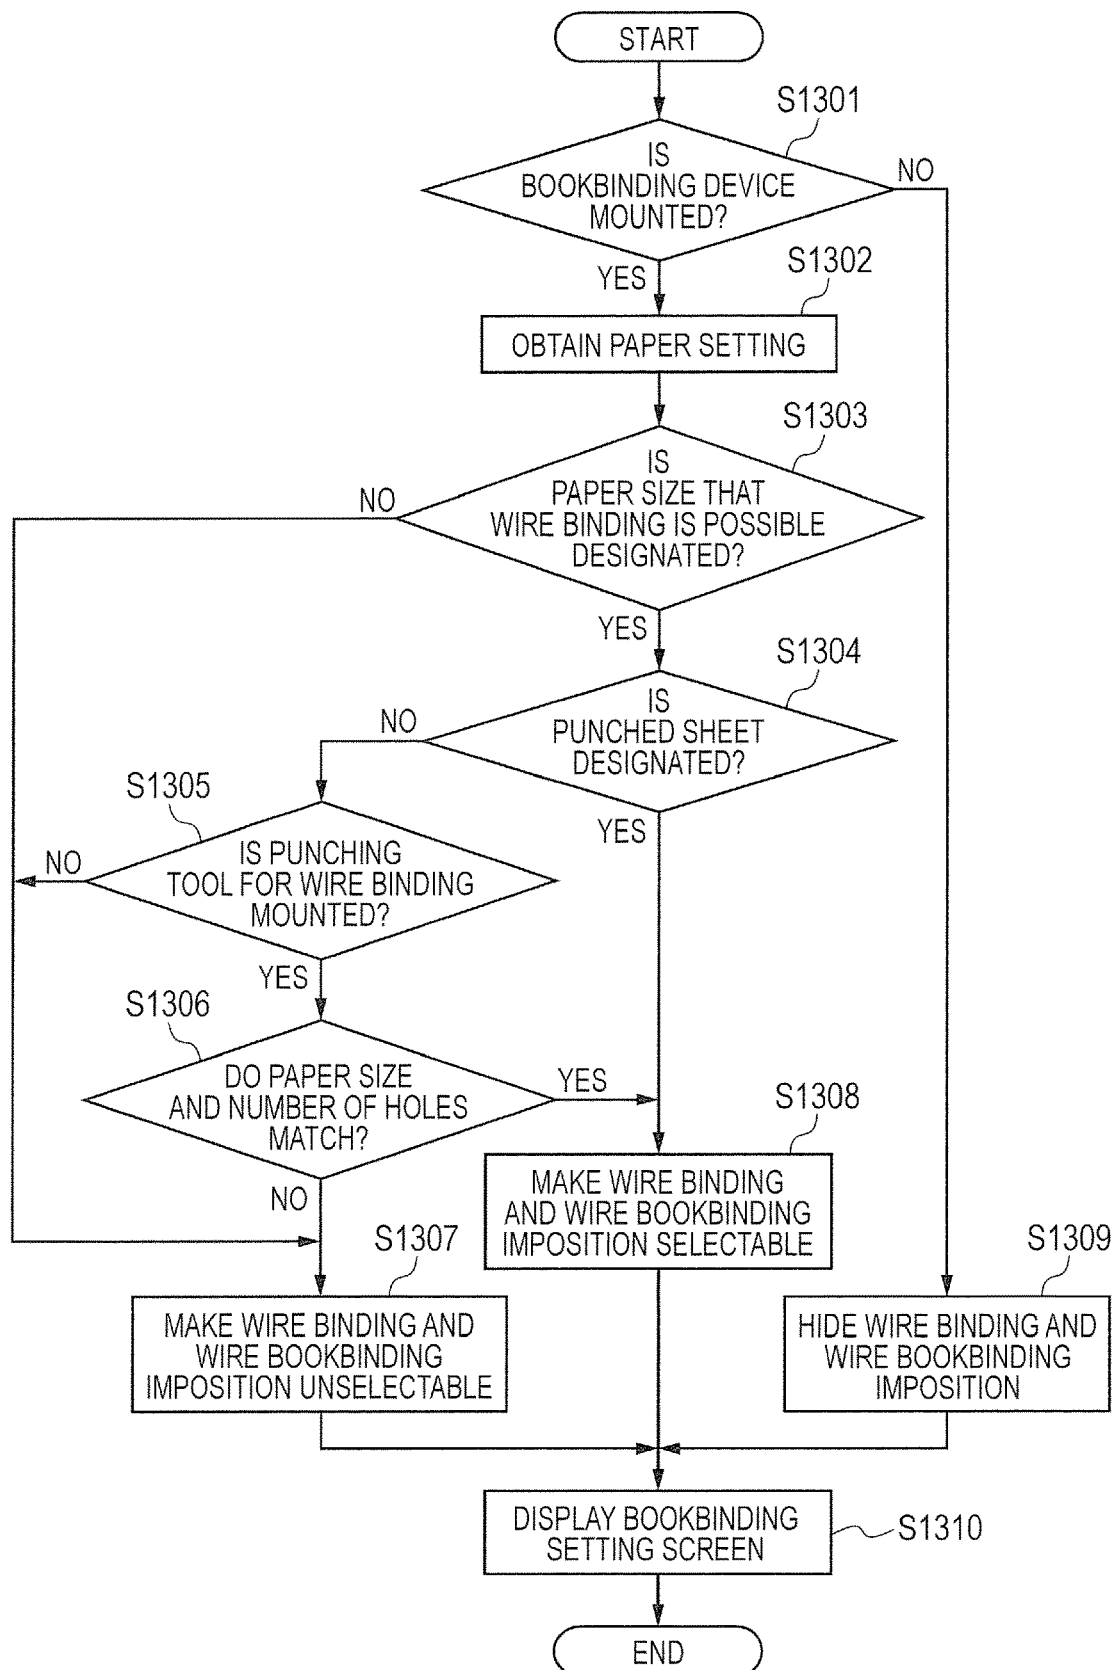 START
S1301
IS
BOOKBINDING DEVICE
MOUNTED?
NO
YES
S1302
OBTAIN PAPER SETTING
S1303
IS
PAPER SIZE THAT
WIRE BINDING IS POSSIBLE
DESIGNATED?
NO
YES
S1304
IS
PUNCHED SHEET
DESIGNATED?
NO
YES
S1305
IS PUNCHING
TOOL FOR WIRE BINDING
MOUNTED?
NO
YES
S1306
DO PAPER SIZE
AND NUMBER OF HOLES
MATCH?
YES
NO
S1308
MAKE WIRE BINDING
AND WIRE BOOKBINDING
IMPOSITION SELECTABLE
S1307
MAKE WIRE BINDING AND
WIRE BOOKBINDING
IMPOSITION UNSELECTABLE
S1309
HIDE WIRE BINDING AND
WIRE BOOKBINDING
IMPOSITION
DISPLAY BOOKBINDING
SETTING SCREEN
S1310
END